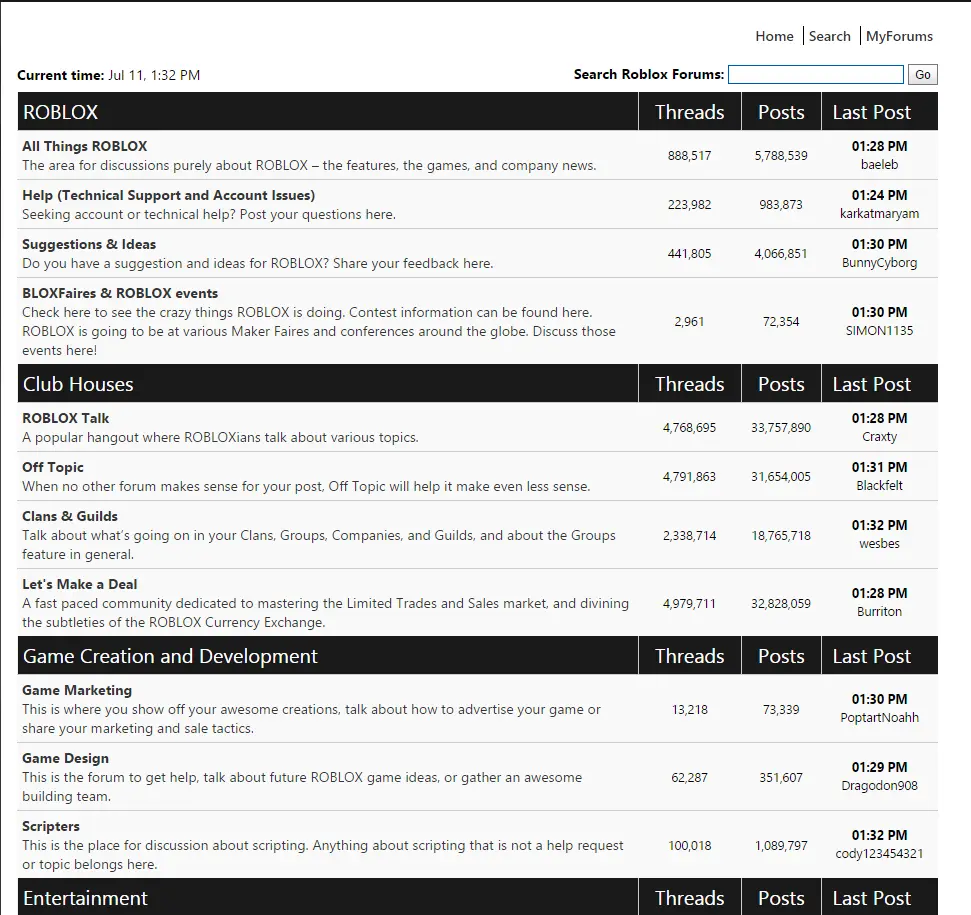 Home Search MyForums
Current time: Jul 11, 1:32 PM Search Roblox Forums: Go
ROBLOX Threads Posts Last Post
All Things ROBLOX
The area for discussions purely about ROBLOX – the features, the games, and company news.
888,517 5,788,539
01:28 PM
baeleb
Help (Technical Support and Account Issues)
Seeking account or technical help? Post your questions here.
223,982 983,873
01:24 PM
karkatmaryam
Suggestions & Ideas
Do you have a suggestion and ideas for ROBLOX? Share your feedback here.
441,805 4,066,851
01:30 PM
BunnyCyborg
BLOXFaires & ROBLOX events
Check here to see the crazy things ROBLOX is doing. Contest information can be found here.
ROBLOX is going to be at various Maker Faires and conferences around the globe. Discuss those
events here!
2,961 72,354
01:30 PM
SIMON1135
Club Houses Threads Posts Last Post
ROBLOX Talk
A popular hangout where ROBLOXians talk about various topics.
4,768,695 33,757,890
01:28 PM
Craxty
Off Topic
When no other forum makes sense for your post, Off Topic will help it make even less sense.
4,791,863 31,654,005
01:31 PM
Blackfelt
Clans & Guilds
Talk about what’s going on in your Clans, Groups, Companies, and Guilds, and about the Groups
feature in general.
2,338,714 18,765,718
01:32 PM
wesbes
Let's Make a Deal
A fast paced community dedicated to mastering the Limited Trades and Sales market, and divining
the subtleties of the ROBLOX Currency Exchange.
4,979,711 32,828,059
01:28 PM
Burriton
Game Creation and Development Threads Posts Last Post
Game Marketing
This is where you show off your awesome creations, talk about how to advertise your game or
share your marketing and sale tactics.
13,218 73,339
01:30 PM
PoptartNoahh
Game Design
This is the forum to get help, talk about future ROBLOX game ideas, or gather an awesome
building team.
62,287 351,607
01:29 PM
Dragodon908
Scripters
This is the place for discussion about scripting. Anything about scripting that is not a help request
or topic belongs here.
100,018 1,089,797
01:32 PM
cody123454321
Entertainment Threads Posts Last Post